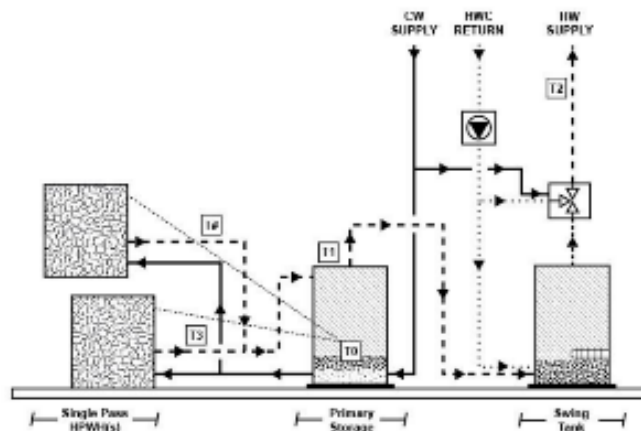 CW
SUPPLY
HWC
RETURN
HW
SUPPLY
T2
T#
T1
T3
T0
Single Pass
HPWH(s)
Primary
Storage
Swing
Tank